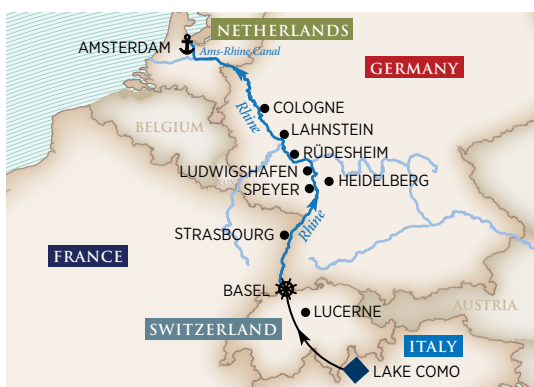 NETHERLANDS
AMSTERDAM
Ams-Rhine Canal
GERMANY
Rhine
COLOGNE
BELGIUM
LAHNSTEIN
RÜDESHEIM
LUDWIGSHAFEN
SPEYER
HEIDELBERG
STRASBOURG
Rhine
FRANCE
BASEL
AUSTRIA
LUCERNE
SWITZERLAND
ITALY
LAKE COMO